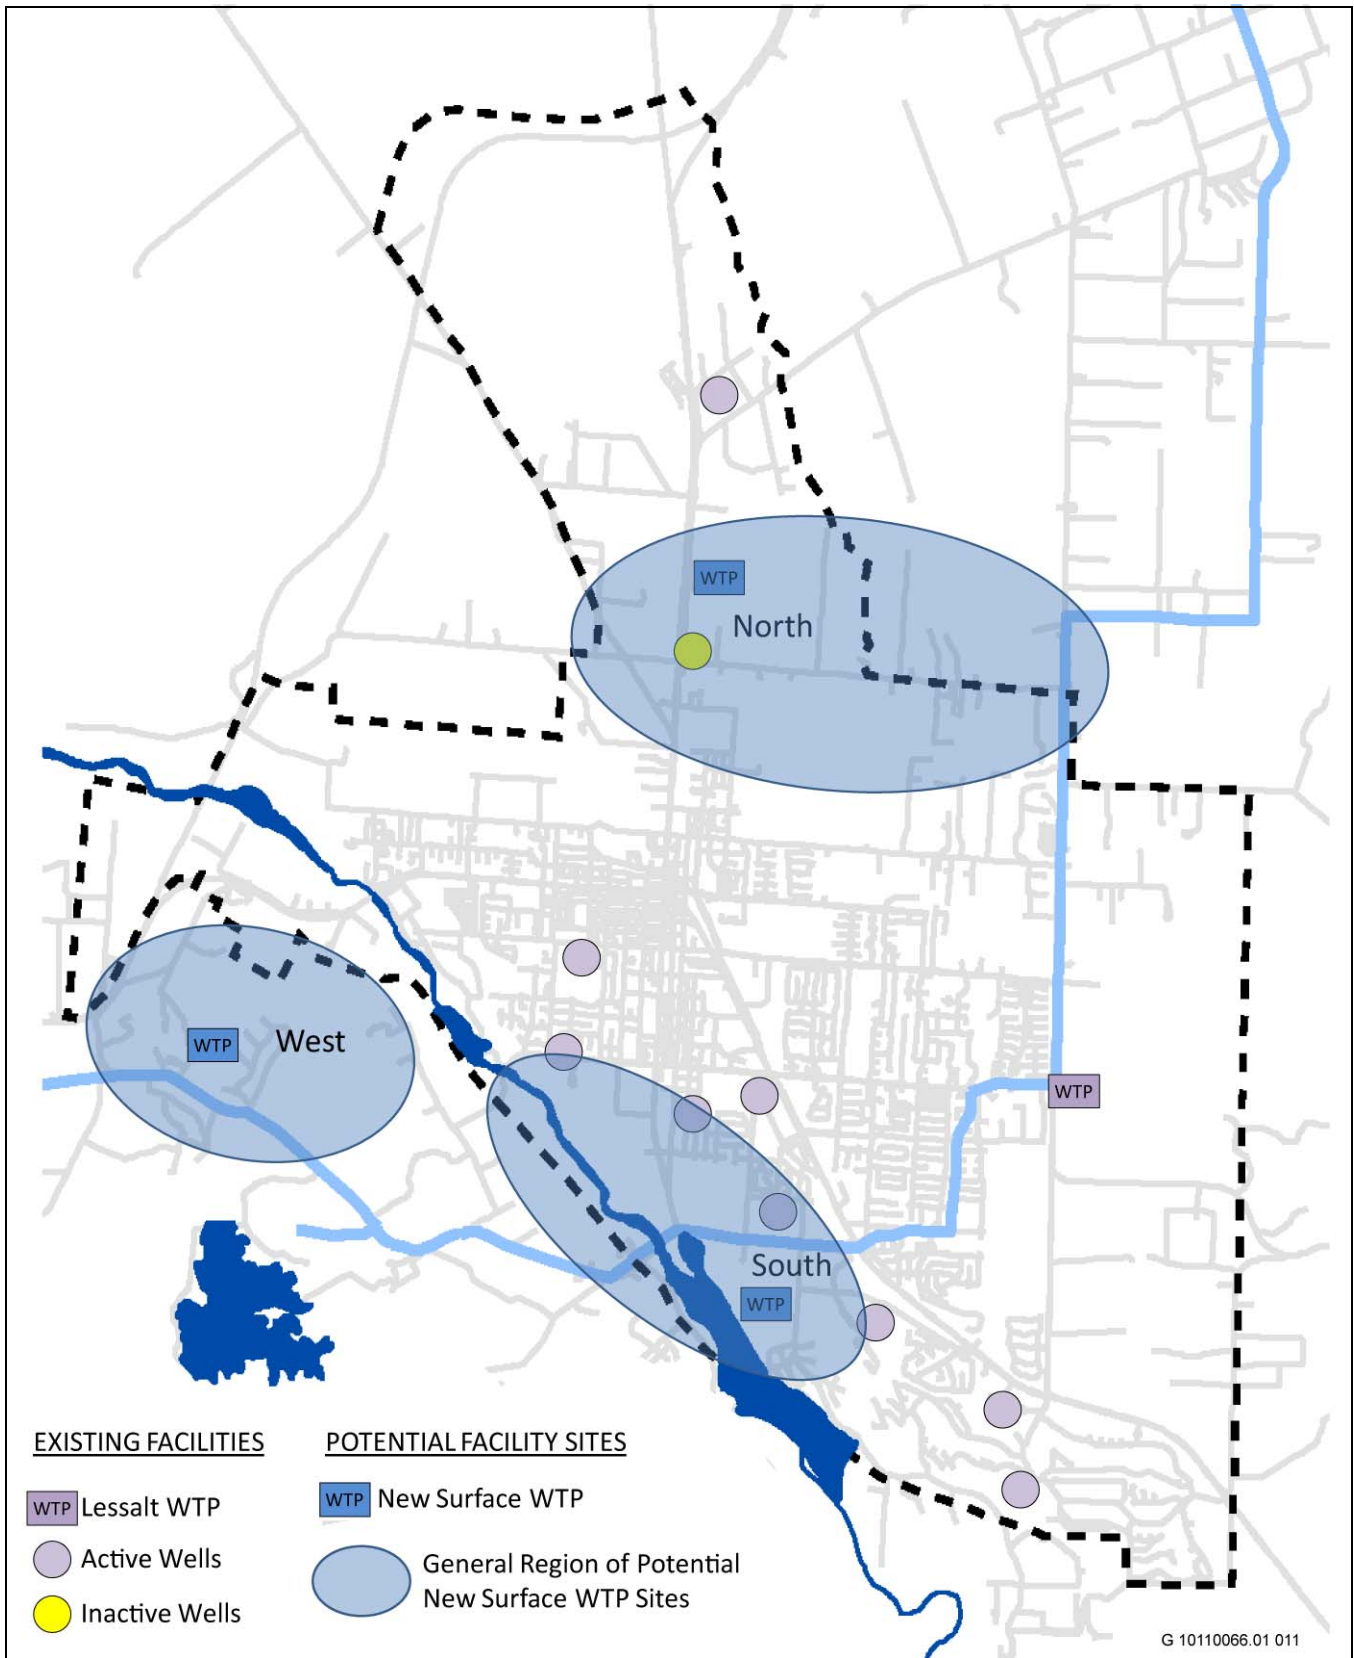 WTP
North
WTP
West
WTP
South
WTP
EXISTING FACILITIES
WTP Lessalt WTP
Active Wells
Inactive Wells
POTENTIAL FACILITY SITES
WTP New Surface WTP
General Region of Potential
New Surface WTP Sites
G 10110066.01 011